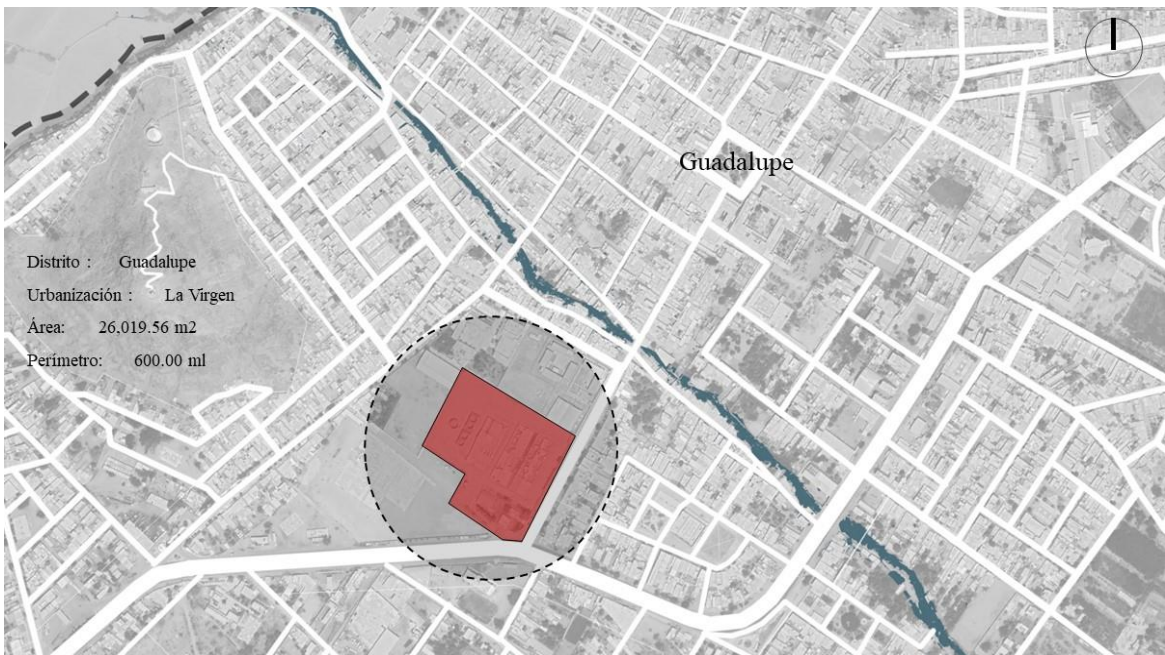 Guadalupe
Distrito : Guadalupe
Urbanización : La Virgen
Área: 26,019.56 m2
Perímetro: 600.00 ml